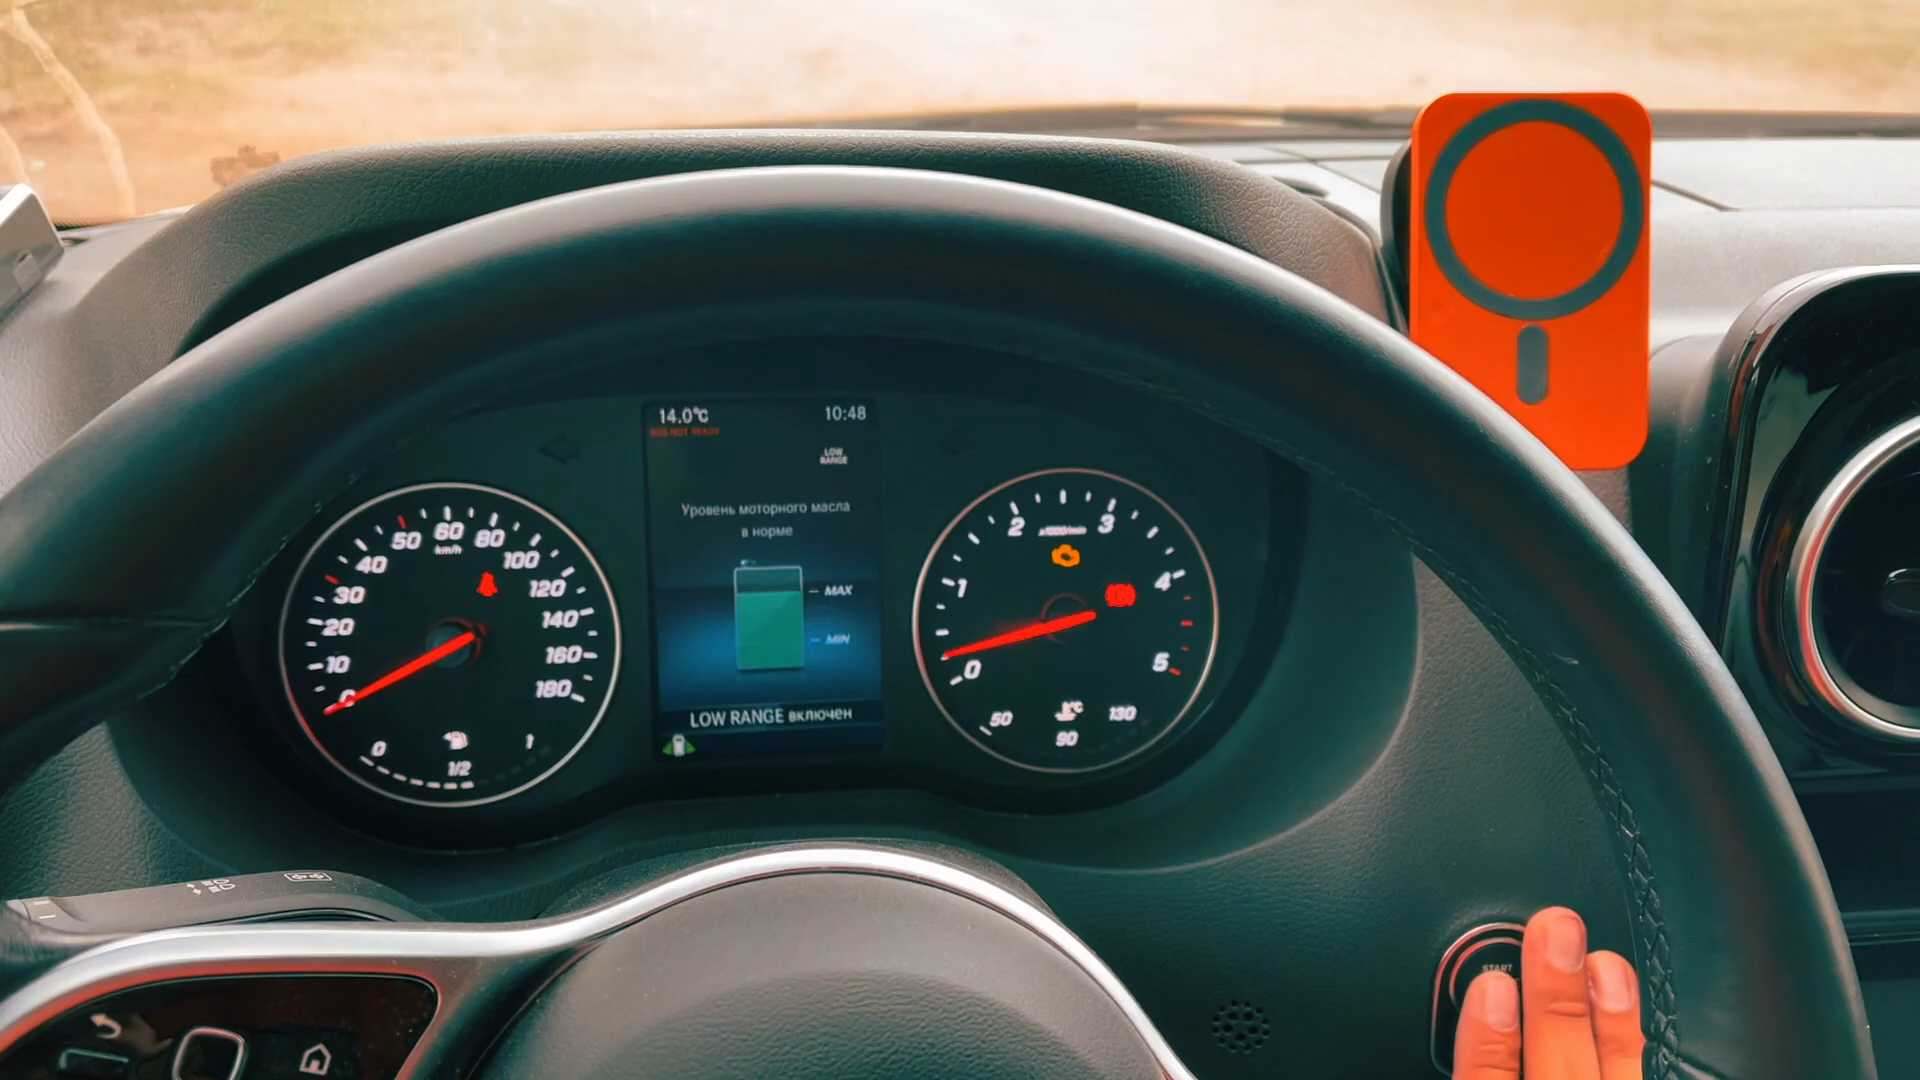 14.0°C 10:48
NOT READY
LOW
RANGE
Уровень моторного масла
в норме
MAX
MIN
LOW RANGE включен
0 10 20 30 40 50 60 80 100 120 140 160 180
km/h
0 1/2 1
0 1 2 3 4 5
x1000/min
50 90 130
°C
START